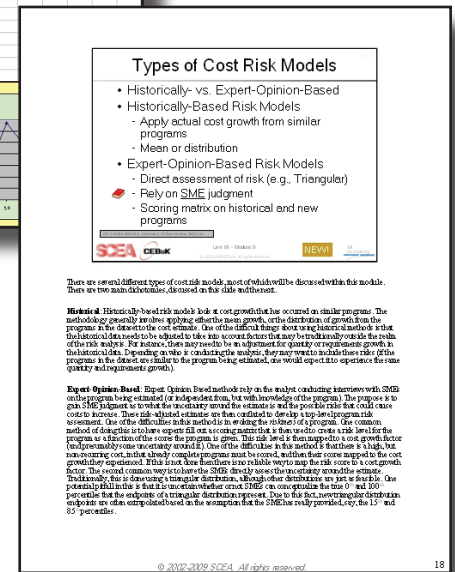 Types of Cost Risk Models
• Historically- vs. Expert-Opinion-Based
• Historically-Based Risk Models
- Apply actual cost growth from similar
programs
- Mean or distribution
• Expert-Opinion-Based Risk Models
- Direct assessment of risk (e.g., Triangular)
- Rely on SME judgment
- Scoring matrix on historical and new
programs
SCEA CEBoK
Unit III - Module 9
NEW!
There are several different types of cost risk models, most of which will be discussed within this module.
There are two main dichotomies, discussed on this slide and the next.
Historical: Historically-based risk models look at cost growth that has occurred on similar programs. The
methodology generally involves applying either the mean growth, or the distribution of growth from the
programs in the dataset to the cost estimate. One of the difficult things about using historical methods is that
the historical data needs to be adjusted to take into account factors that may be traditionally outside the realm
of the risk analysis. For instance, there may need to be an adjustment for quantity or requirements growth in
the historical data. Depending on who is conducting the analysis, they may want to include these risks (if the
programs in the dataset are similar to the program being estimated, one would expect it to experience the same
quantity and requirements growth).
Expert-Opinion-Based: Expert Opinion Based methods rely on the analyst conducting interviews with SMEs
on the program being estimated (or independent from, but with knowledge of the program). The purpose is to
gain SME judgment as to what the uncertainty around the estimate is and the possible risks that could cause
costs to increase. These risk-adjusted estimates are then conflated to develop a top-level program risk
assessment. One of the difficulties in this method is in evoking the riskiness of a program. One common
method of doing this is to have experts fill out a scoring matrix that is then used to create a risk level for the
program as a function of the scores the program is given. This risk level is then mapped to a cost growth factor
(and presumably some uncertainty around it). One of the difficulties in this method is that there is a high, but
non-recurring cost, in that already complete programs must be scored, and then their scores mapped to the cost
growth they experienced. If this is not done then there is no reliable way to map the risk score to a cost growth
factor. The second common way is to have the SMEs directly assess the uncertainty around the estimate.
Traditionally, this is done using a triangular distribution, although other distributions are just as feasible. One
potential pitfall in this is that it is uncertain whether or not SMEs can conceptualize the true 0th and 100th
percentiles that the endpoints of a triangular distribution represent. Due to this fact, new triangular distribution
endpoints are often extrapolated based on the assumption that the SME has really provided, say, the 15th and
85th percentiles.
© 2002-2009 SCEA. All rights reserved.
18